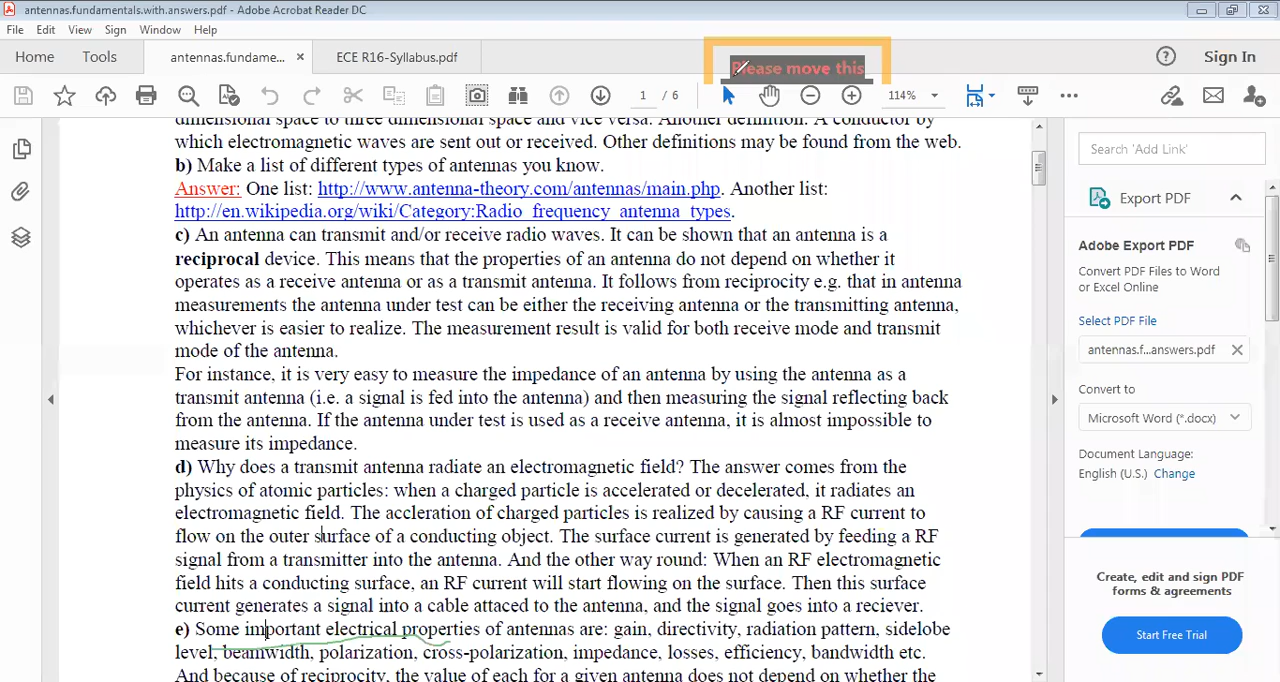 antennas.fundamentals.with.answers.pdf - Adobe Acrobat Reader DC
File Edit View Sign Window Help
Home Tools antennas.fundame... × ECE R16-Syllabus.pdf Sign In
Please move this
1 / 6 114%
dimensional space to three dimensional space and vice versa. Another definition: A conductor by
which electromagnetic waves are sent out or received. Other definitions may be found from the web.
b) Make a list of different types of antennas you know.
Answer: One list: http://www.antenna-theory.com/antennas/main.php. Another list:
http://en.wikipedia.org/wiki/Category:Radio_frequency_antenna_types.
c) An antenna can transmit and/or receive radio waves. It can be shown that an antenna is a
reciprocal device. This means that the properties of an antenna do not depend on whether it
operates as a receive antenna or as a transmit antenna. It follows from reciprocity e.g. that in antenna
measurements the antenna under test can be either the receiving antenna or the transmitting antenna,
whichever is easier to realize. The measurement result is valid for both receive mode and transmit
mode of the antenna.
For instance, it is very easy to measure the impedance of an antenna by using the antenna as a
transmit antenna (i.e. a signal is fed into the antenna) and then measuring the signal reflecting back
from the antenna. If the antenna under test is used as a receive antenna, it is almost impossible to
measure its impedance.
d) Why does a transmit antenna radiate an electromagnetic field? The answer comes from the
physics of atomic particles: when a charged particle is accelerated or decelerated, it radiates an
electromagnetic field. The accleration of charged particles is realized by causing a RF current to
flow on the outer surface of a conducting object. The surface current is generated by feeding a RF
signal from a transmitter into the antenna. And the other way round: When an RF electromagnetic
field hits a conducting surface, an RF current will start flowing on the surface. Then this surface
current generates a signal into a cable attaced to the antenna, and the signal goes into a reciever.
e) Some important electrical properties of antennas are: gain, directivity, radiation pattern, sidelobe
level, beamwidth, polarization, cross-polarization, impedance, losses, efficiency, bandwidth etc.
And because of reciprocity, the value of each for a given antenna does not depend on whether the
Search 'Add Link'
Export PDF
Adobe Export PDF
Convert PDF Files to Word
or Excel Online
Select PDF File
antennas.f...answers.pdf
Convert to
Microsoft Word (*.docx)
Document Language:
English (U.S.) Change
Create, edit and sign PDF
forms & agreements
Start Free Trial